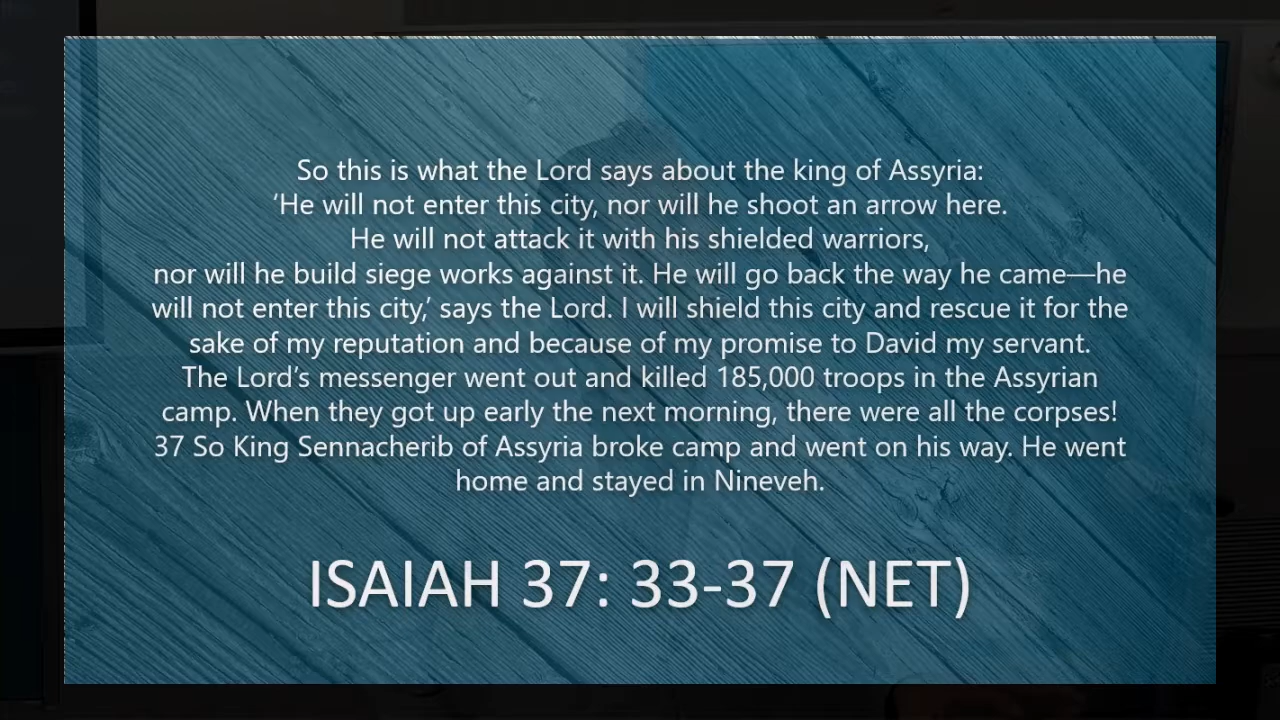 So this is what the Lord says about the king of Assyria:
‘He will not enter this city, nor will he shoot an arrow here.
He will not attack it with his shielded warriors,
nor will he build siege works against it. He will go back the way he came—he
will not enter this city,’ says the Lord. I will shield this city and rescue it for the
sake of my reputation and because of my promise to David my servant.
The Lord’s messenger went out and killed 185,000 troops in the Assyrian
camp. When they got up early the next morning, there were all the corpses!
37 So King Sennacherib of Assyria broke camp and went on his way. He went
home and stayed in Nineveh.
ISAIAH 37: 33-37 (NET)